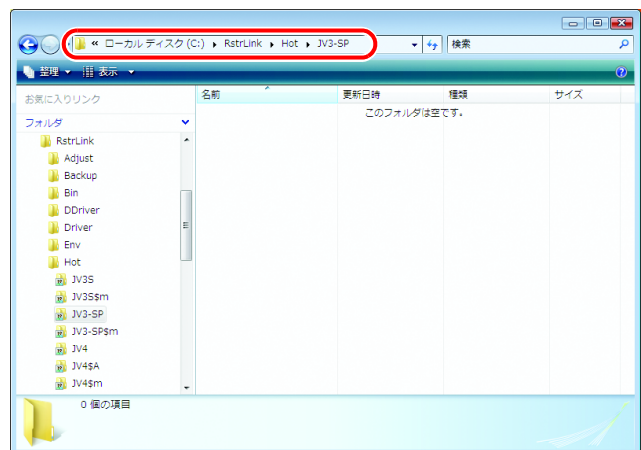 « ローカル ディスク (C:) ▸ RstrLink ▸ Hot ▸ JV3-SP
検索
整理 表示
お気に入りリンク
名前 更新日時 種類 サイズ
フォルダ
このフォルダは空です。
RstrLink
Adjust
Backup
Bin
DDriver
Driver
Env
Hot
JV3S
JV3S$m
JV3-SP
JV3-SP$m
JV4
JV4$A
JV4$m
0 個の項目